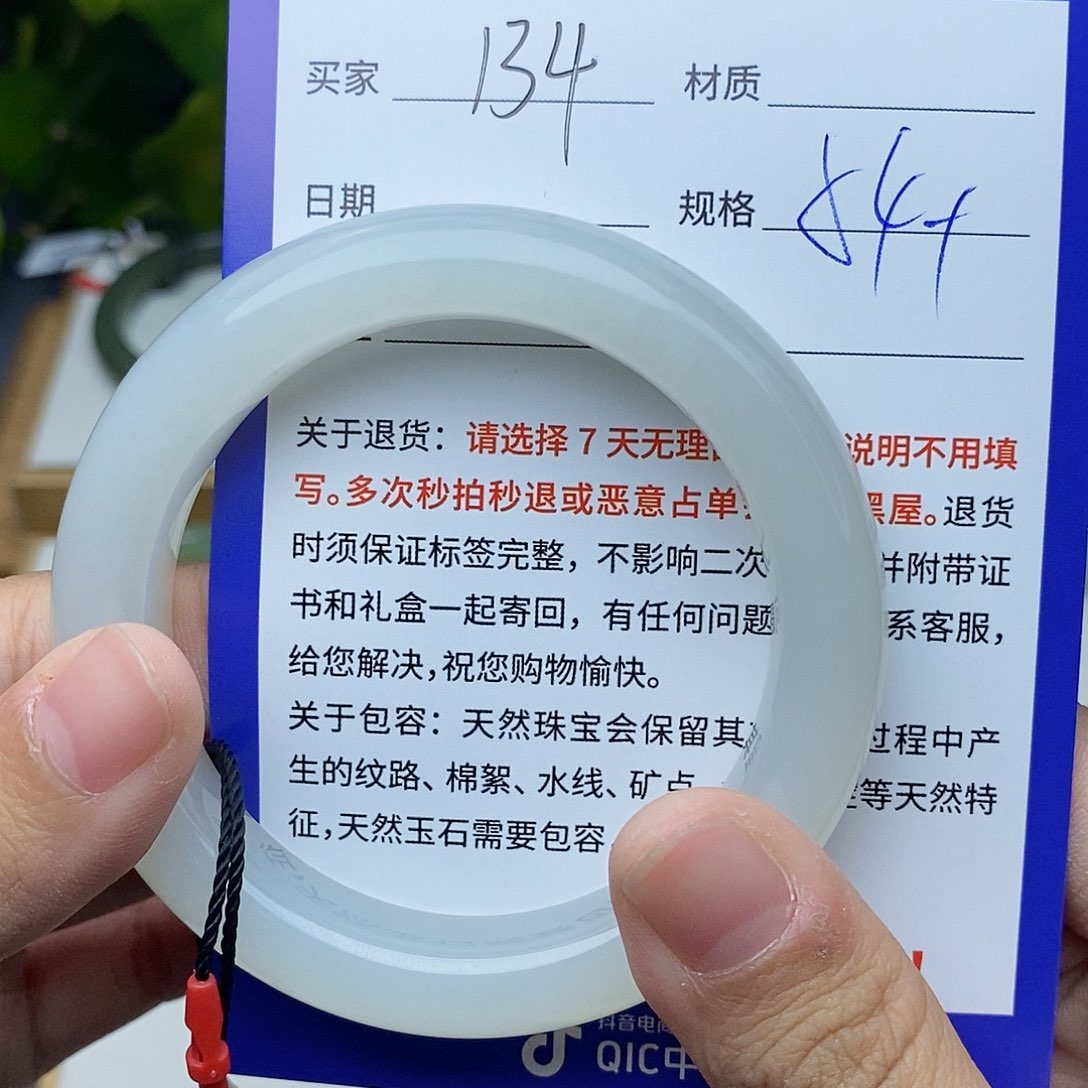 买家 134 材质
日期 规格
关于退货：请选择7天无理 说明不用填
写。多次秒拍秒退或恶意占单 黑屋。退货
时须保证标签完整，不影响二次 并附带证
书和礼盒一起寄回，有任何问题 系客服，
给您解决，祝您购物愉快。
关于包容：天然珠宝会保留其 过程中产
生的纹路、棉絮、水线、矿点 等天然特
征，天然玉石需要包容
抖音电商
QIC中